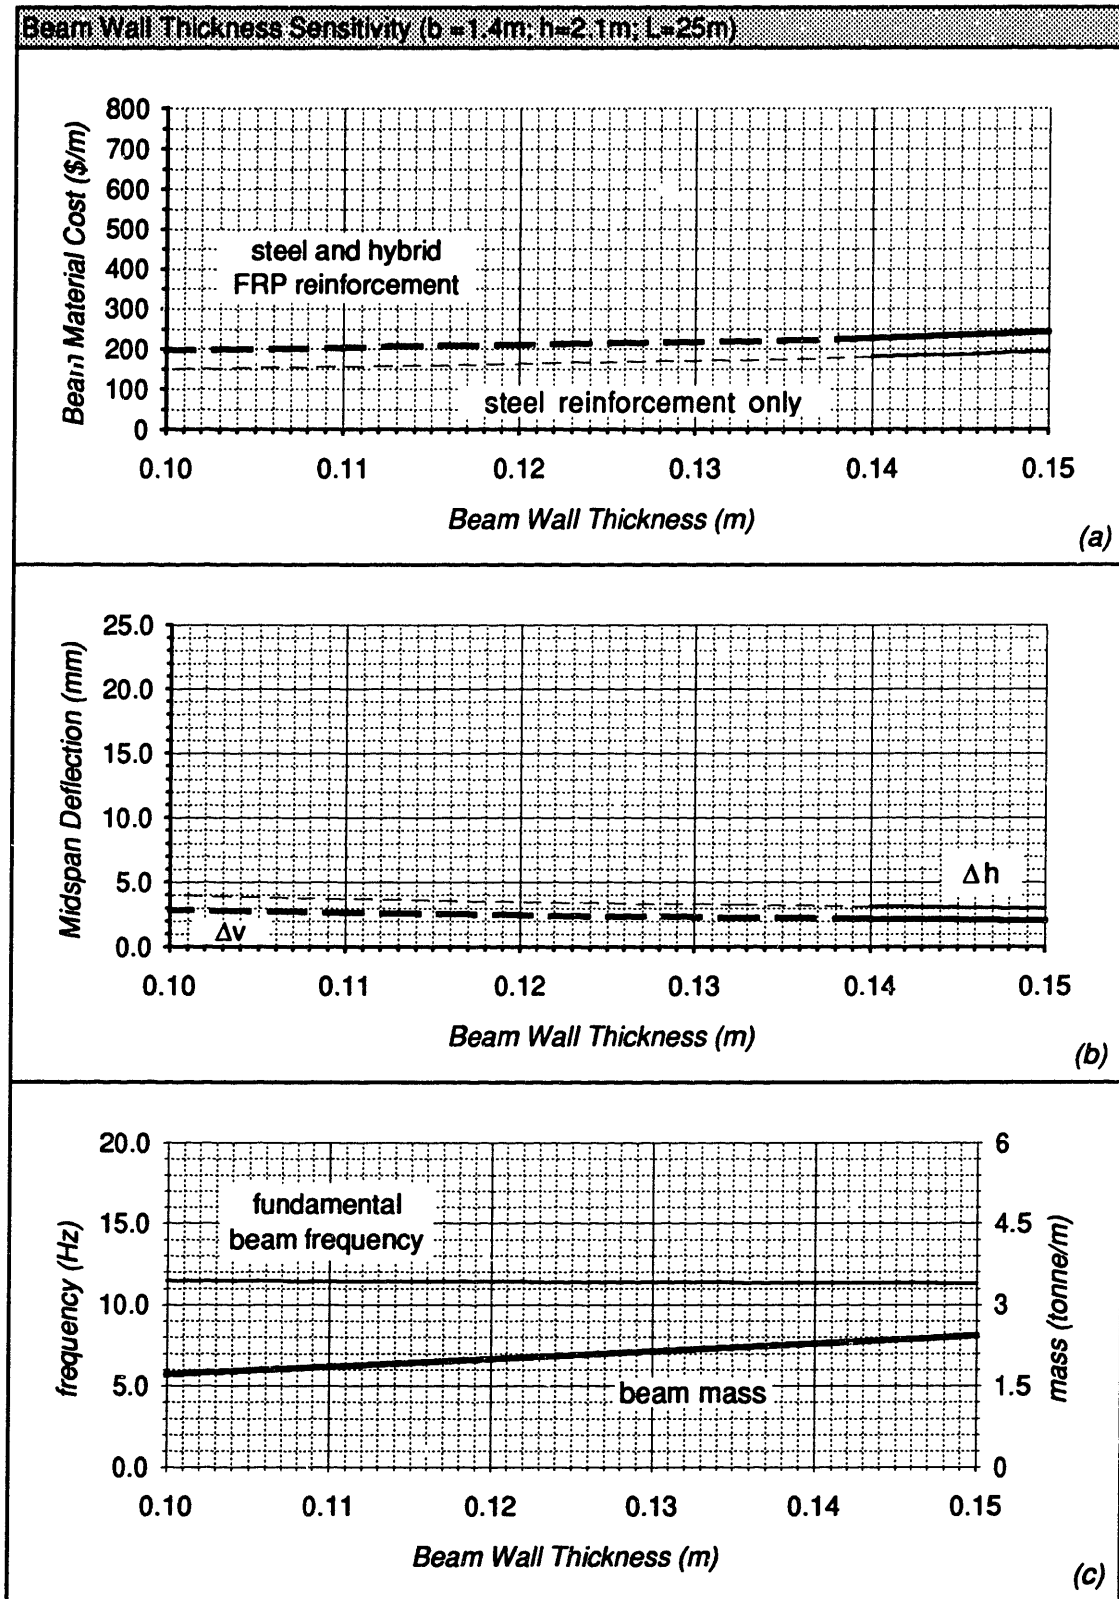 Beam Wall Thickness Sensitivity (b =1.4m; h=2.1m; L=25m)
Beam Material Cost ($/m)
800
700
600
500
400
300
200
100
0
steel and hybrid
FRP reinforcement
steel reinforcement only
0.10 0.11 0.12 0.13 0.14 0.15
Beam Wall Thickness (m)
(a)
Midspan Deflection (mm)
25.0
20.0
15.0
10.0
5.0
0.0
Δh
Δv
0.10 0.11 0.12 0.13 0.14 0.15
Beam Wall Thickness (m)
(b)
frequency (Hz)
20.0
15.0
10.0
5.0
0.0
fundamental
beam frequency
beam mass
6
4.5
3
1.5
0
mass (tonne/m)
0.10 0.11 0.12 0.13 0.14 0.15
Beam Wall Thickness (m)
(c)